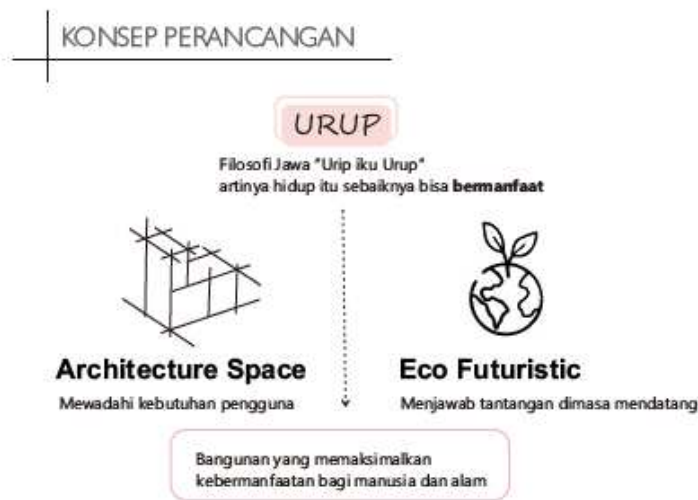 KONSEP PERANCANGAN
URUP
Filosofi Jawa "Urip iku Urup"
artinya hidup itu sebaiknya bisa bermanfaat
Architecture Space
Mewadahi kebutuhan pengguna
Eco Futuristic
Menjawab tantangan dimasa mendatang
Bangunan yang memaksimalkan
kebermanfaatan bagi manusia dan alam